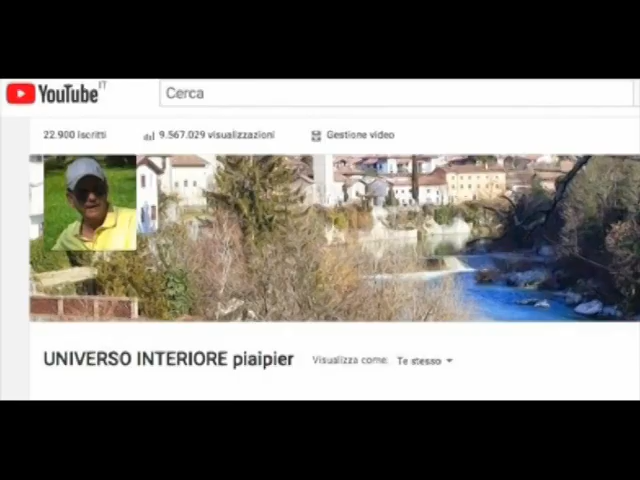 YouTube IT
Cerca
22.900 iscritti 9.567.029 visualizzazioni Gestione video
UNIVERSO INTERIORE piaipier Visualizza come: Te stesso